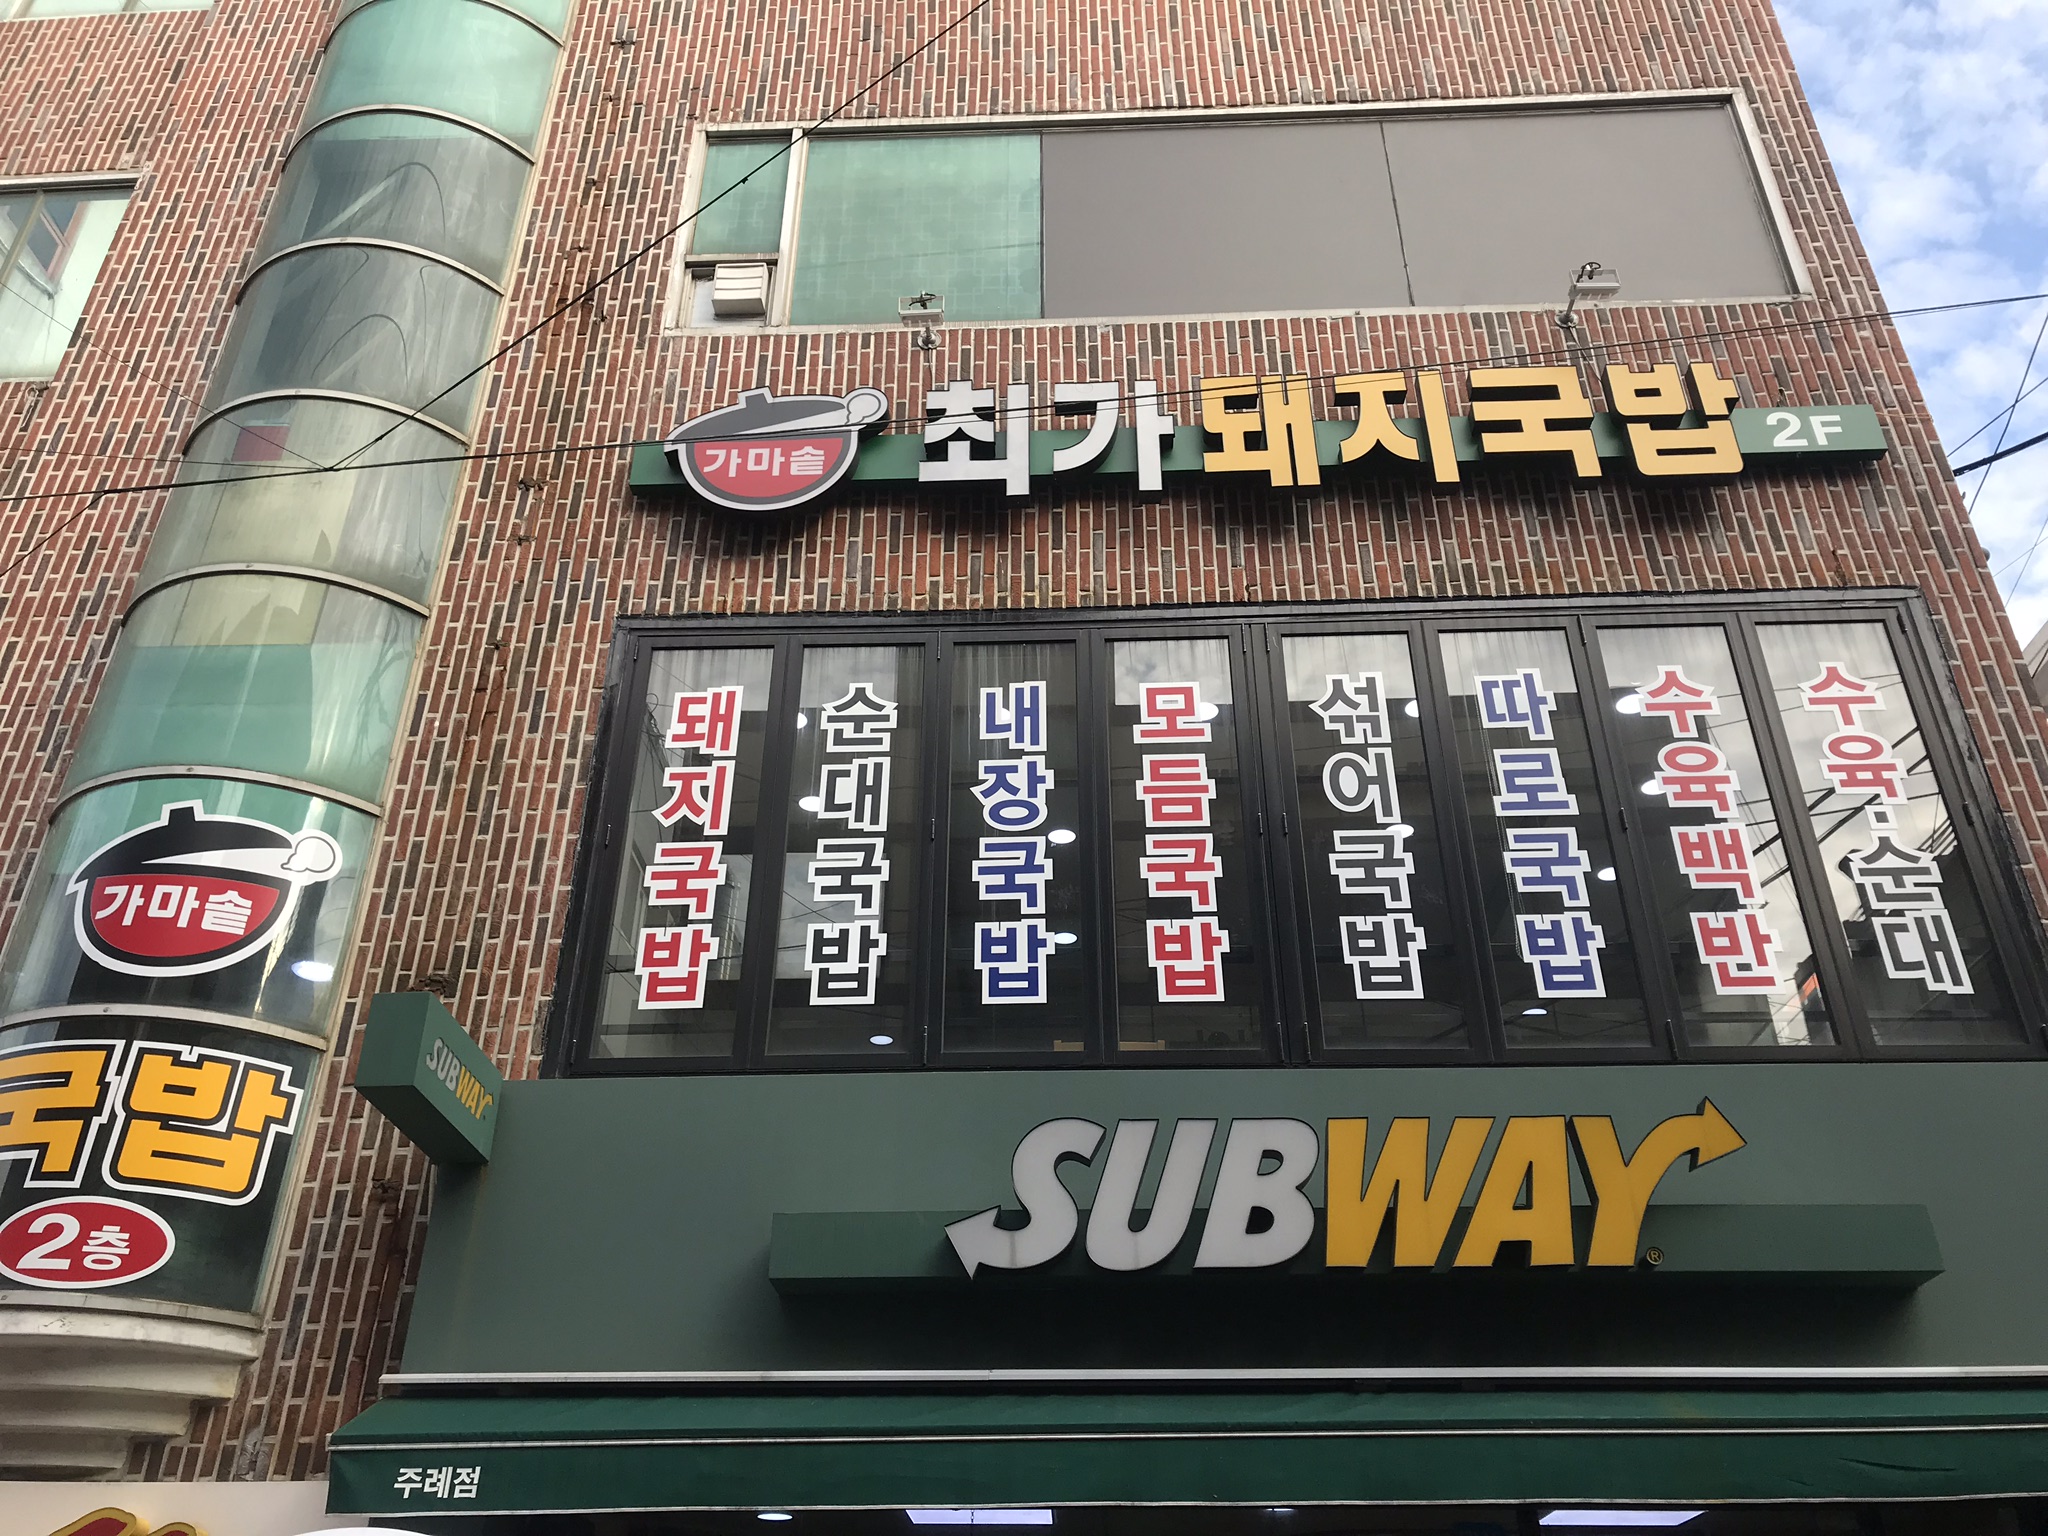 가마솥 최가돼지국밥 2F
돼지국밥
순대국밥
내장국밥
모듬국밥
섞어국밥
따로국밥
수육백반
수육·순대
가마솥
국밥
2층
SUBWAY
SUBWAY®
주례점